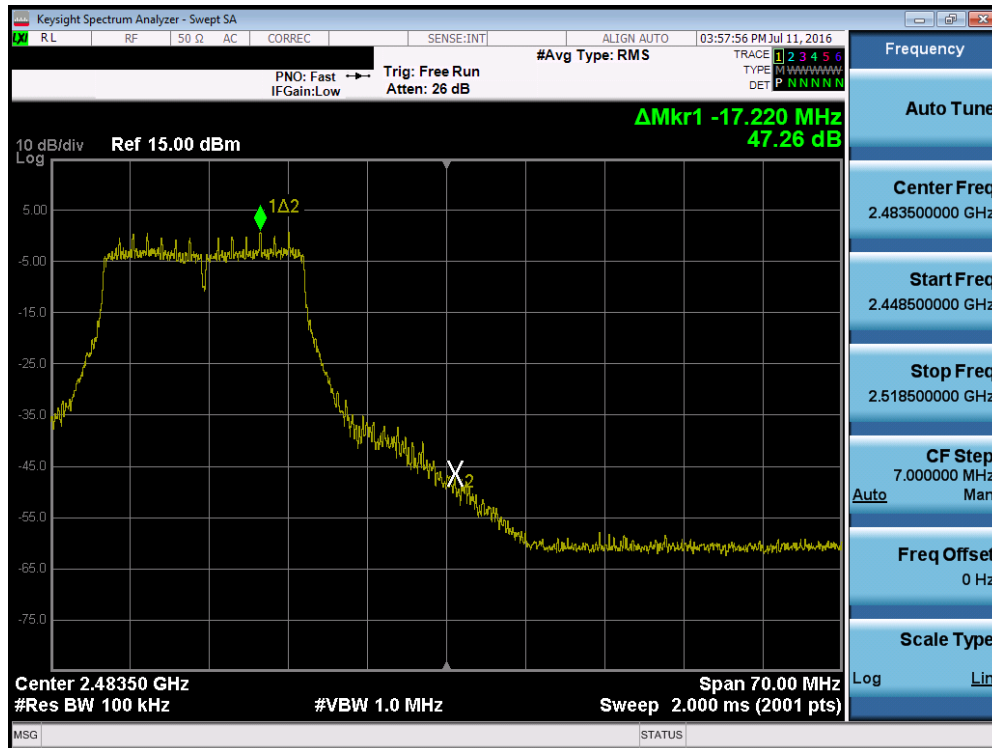 Keysight Spectrum Analyzer - Swept SA
LXI RL RF 50 Ω AC CORREC SENSE:INT ALIGN AUTO 03:57:56 PM Jul 11, 2016
PNO: Fast Trig: Free Run #Avg Type: RMS TRACE 1 2 3 4 5 6
IFGain:Low Atten: 26 dB TYPE M WWWWW
DET P N N N N N
ΔMkr1 -17.220 MHz
47.26 dB
10 dB/div Ref 15.00 dBm
Log
1Δ2
5.00
-5.00
-15.0
-25.0
-35.0
-45.0
X2
-55.0
-65.0
-75.0
Center 2.48350 GHz Span 70.00 MHz
#Res BW 100 kHz #VBW 1.0 MHz Sweep 2.000 ms (2001 pts)
MSG STATUS
Frequency
Auto Tune
Center Freq
2.483500000 GHz
Start Freq
2.448500000 GHz
Stop Freq
2.518500000 GHz
CF Step
7.000000 MHz
Auto Man
Freq Offset
0 Hz
Scale Type
Log Lin